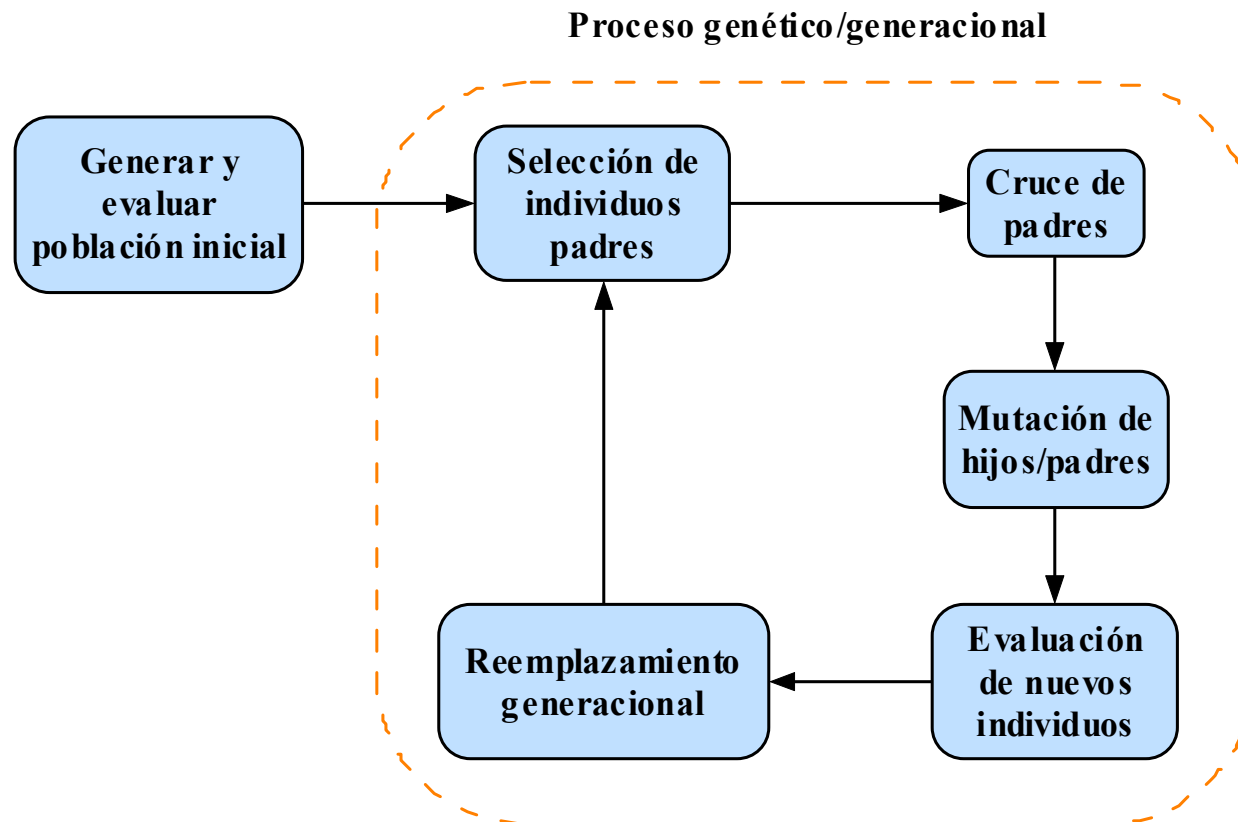 Proceso genético/generacional
Generar y
evaluar
población inicial
Selección de
individuos
padres
Cruce de
padres
Mutación de
hijos/padres
Evaluación
de nuevos
individuos
Reemplazamiento
generacional